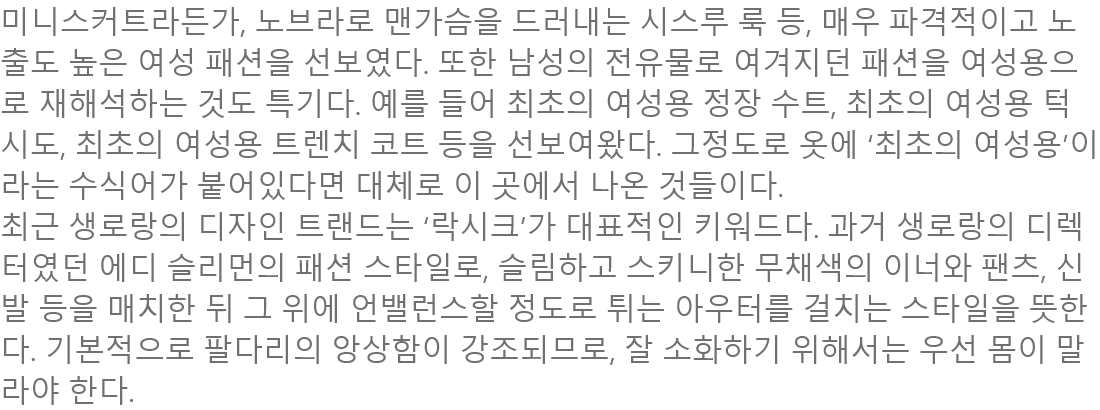 미니스커트라든가, 노브라로 맨가슴을 드러내는 시스루 룩 등, 매우 파격적이고 노
출도 높은 여성 패션을 선보였다. 또한 남성의 전유물로 여겨지던 패션을 여성용으
로 재해석하는 것도 특기다. 예를 들어 최초의 여성용 정장 수트, 최초의 여성용 턱
시도, 최초의 여성용 트렌치 코트 등을 선보여왔다. 그정도로 옷에 ‘최초의 여성용’이
라는 수식어가 붙어있다면 대체로 이 곳에서 나온 것들이다.
최근 생로랑의 디자인 트랜드는 ‘락시크’가 대표적인 키워드다. 과거 생로랑의 디렉
터였던 에디 슬리먼의 패션 스타일로, 슬림하고 스키니한 무채색의 이너와 팬츠, 신
발 등을 매치한 뒤 그 위에 언밸런스할 정도로 튀는 아우터를 걸치는 스타일을 뜻한
다. 기본적으로 팔다리의 앙상함이 강조되므로, 잘 소화하기 위해서는 우선 몸이 말
라야 한다.